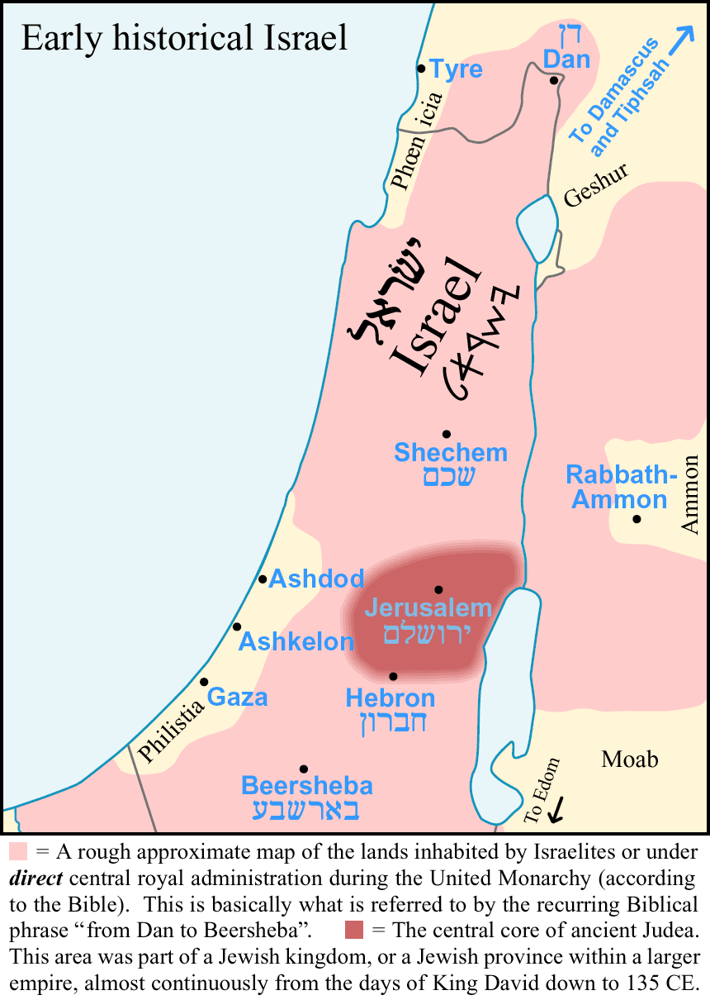 Early historical Israel
דן
Dan
Tyre
To Damascus
and Tiphsah
Phœnicia
Geshur
ישׂראל
Israel
𐤉𐤔𐤓𐤀𐤋
Shechem
שכם
Rabbath-
Ammon
Ammon
Ashdod
Jerusalem
ירושלם
Ashkelon
Gaza
Hebron
חברון
Philistia
Moab
Beersheba
בארשבע
To Edom
= A rough approximate map of the lands inhabited by Israelites or under
direct central royal administration during the United Monarchy (according
to the Bible). This is basically what is referred to by the recurring Biblical
phrase “from Dan to Beersheba”. = The central core of ancient Judea.
This area was part of a Jewish kingdom, or a Jewish province within a larger
empire, almost continuously from the days of King David down to 135 CE.